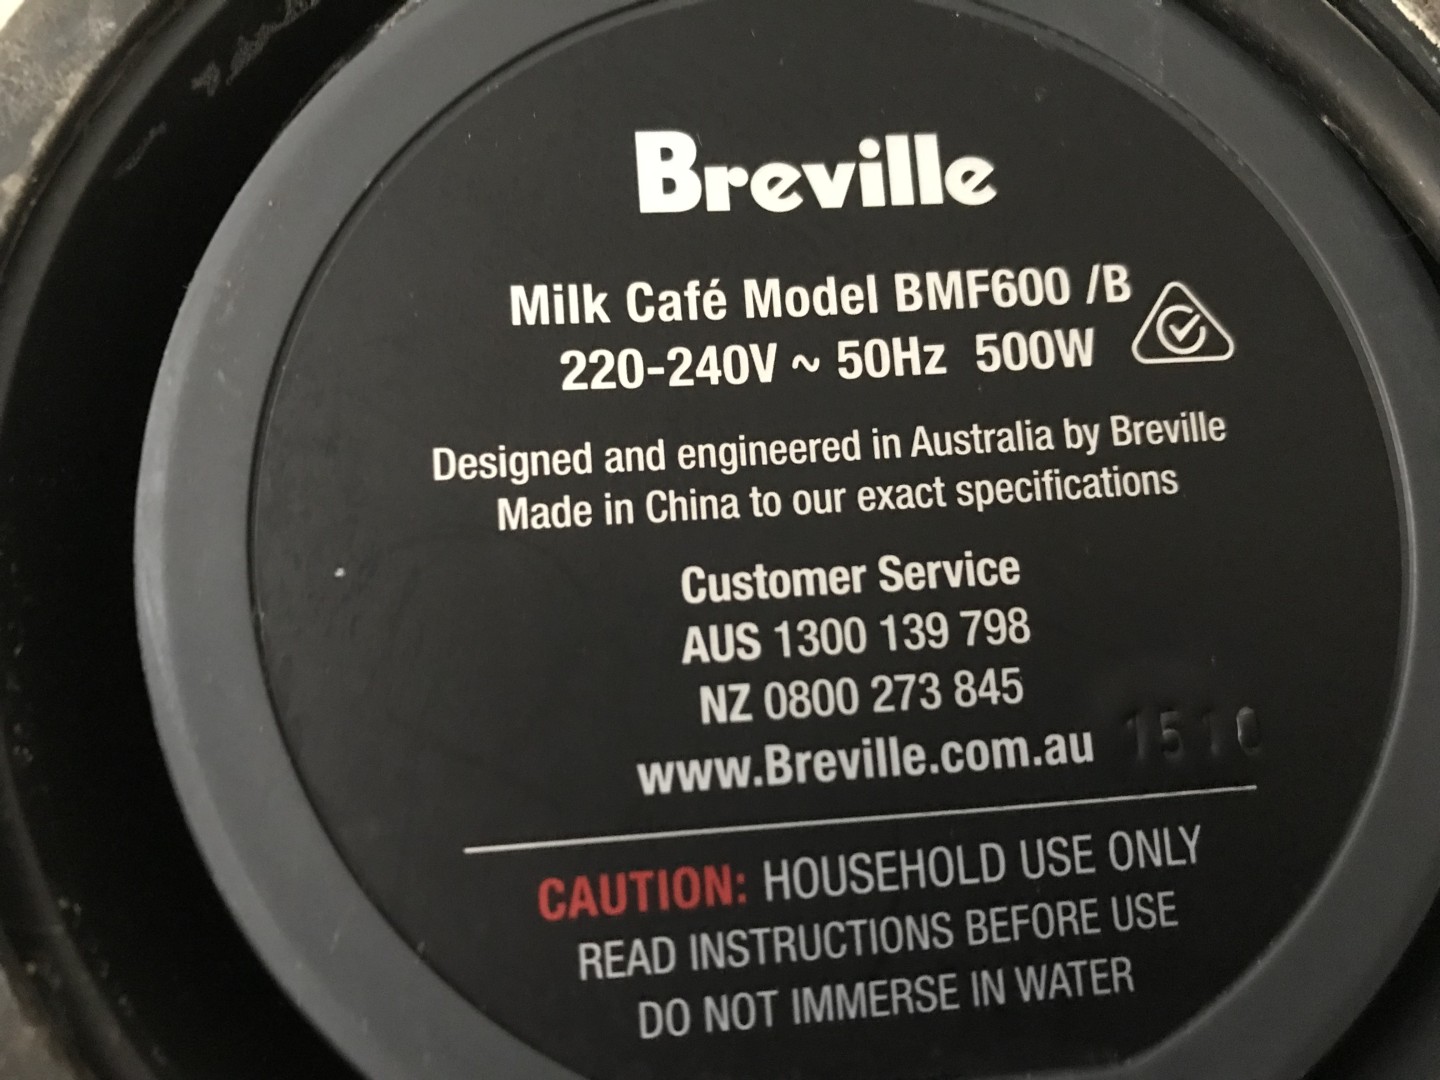 Breville
Milk Café Model BMF600 /B
220-240V ~ 50Hz 500W
Designed and engineered in Australia by Breville
Made in China to our exact specifications
Customer Service
AUS 1300 139 798
NZ 0800 273 845
www.Breville.com.au
1510
CAUTION: HOUSEHOLD USE ONLY
READ INSTRUCTIONS BEFORE USE
DO NOT IMMERSE IN WATER